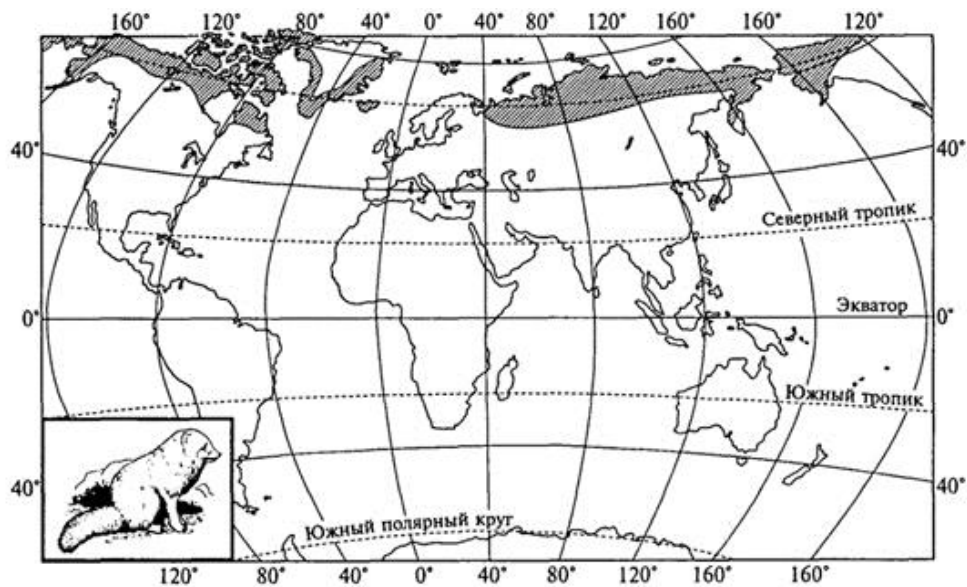 160° 120° 80° 40° 0° 40° 80° 120° 160° 160° 120°
40° 40°
Северный тропик
Экватор
0° 0°
Южный тропик
40° 40°
Южный полярный круг
120° 80° 40° 0° 40° 80° 120° 160° 160°